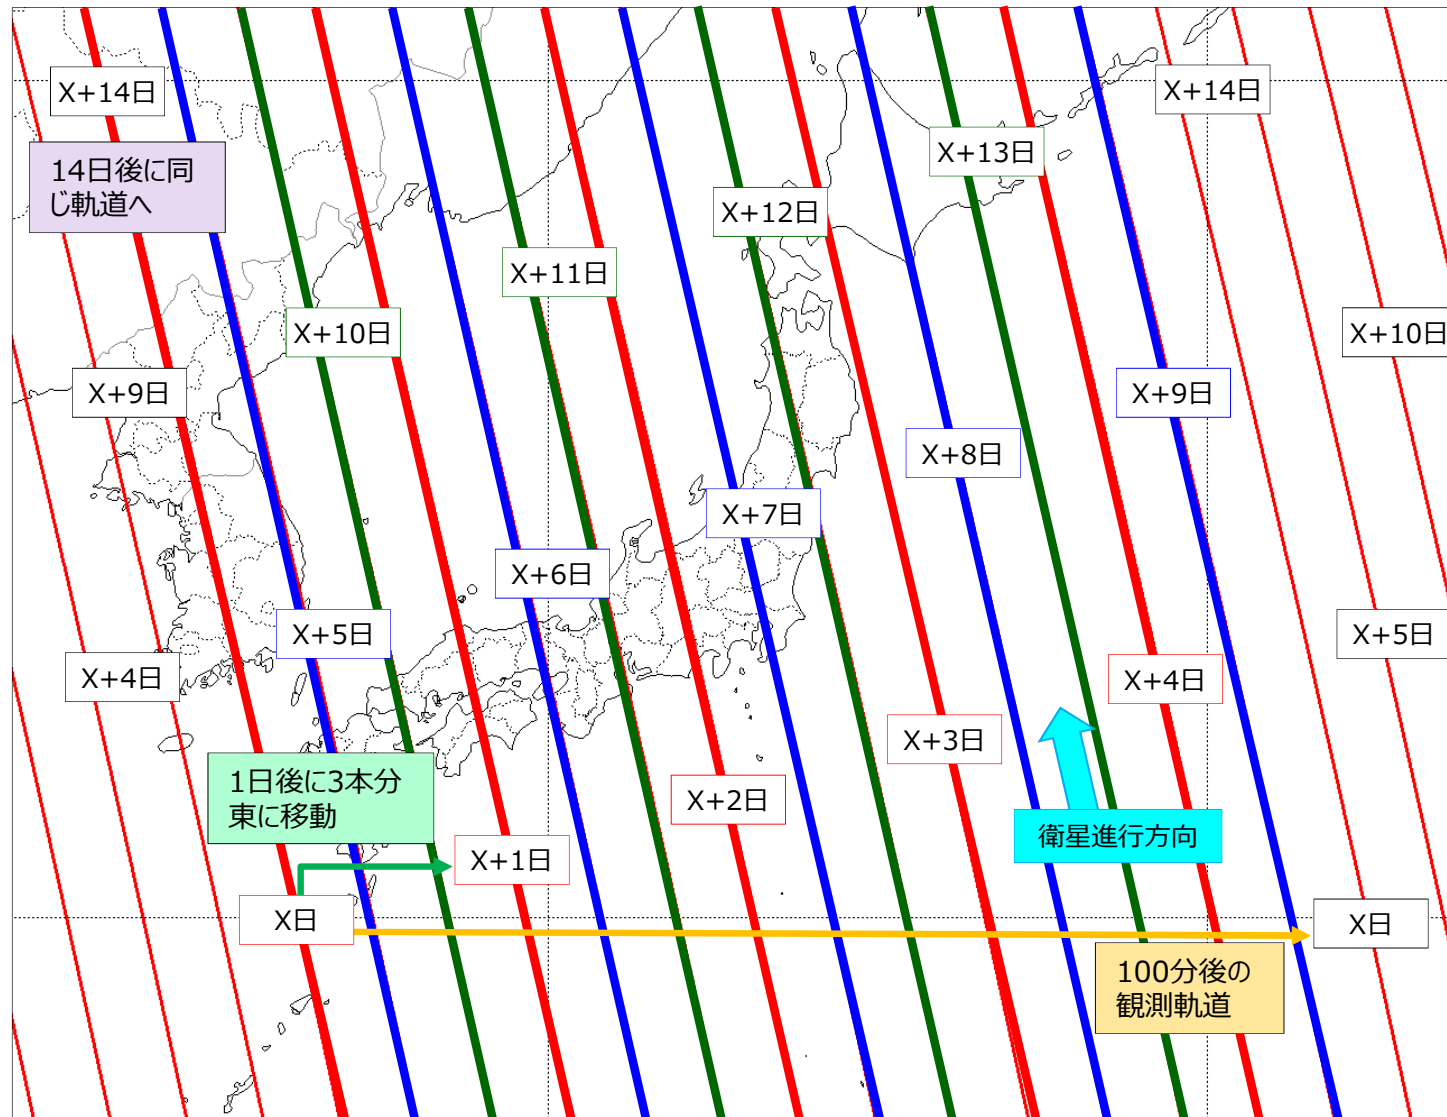 X+14日
X+14日
14日後に同
じ軌道へ
X+13日
X+12日
X+11日
X+10日
X+10日
X+9日
X+9日
X+8日
X+7日
X+6日
X+5日
X+5日
X+4日
X+4日
X+3日
1日後に3本分
東に移動
X+2日
衛星進行方向
X+1日
X日
X日
100分後の
観測軌道